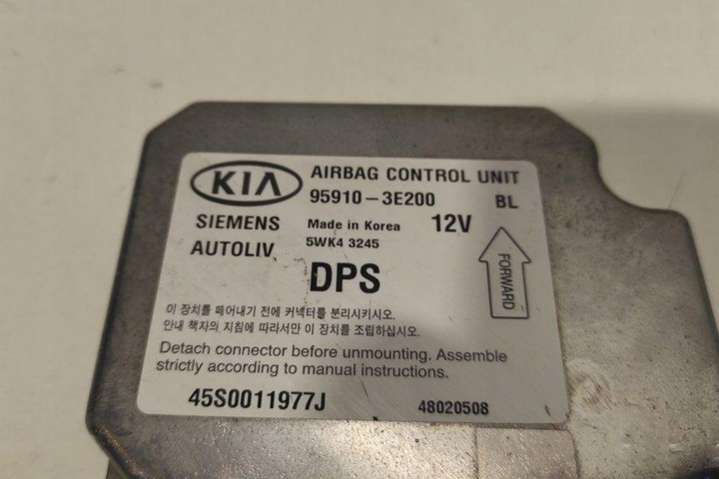 KIA AIRBAG CONTROL UNIT
95910-3E200 BL
SIEMENS Made in Korea 12V
AUTOLIV 5WK4 3245
DPS
FORWARD
이 장치를 떼어내기 전에 커넥터를 분리시키시오.
안내 책자의 지침에 따라서만 이 장치를 조립하십시오.
Detach connector before unmounting. Assemble
strictly according to manual instructions.
45S0011977J 48020508